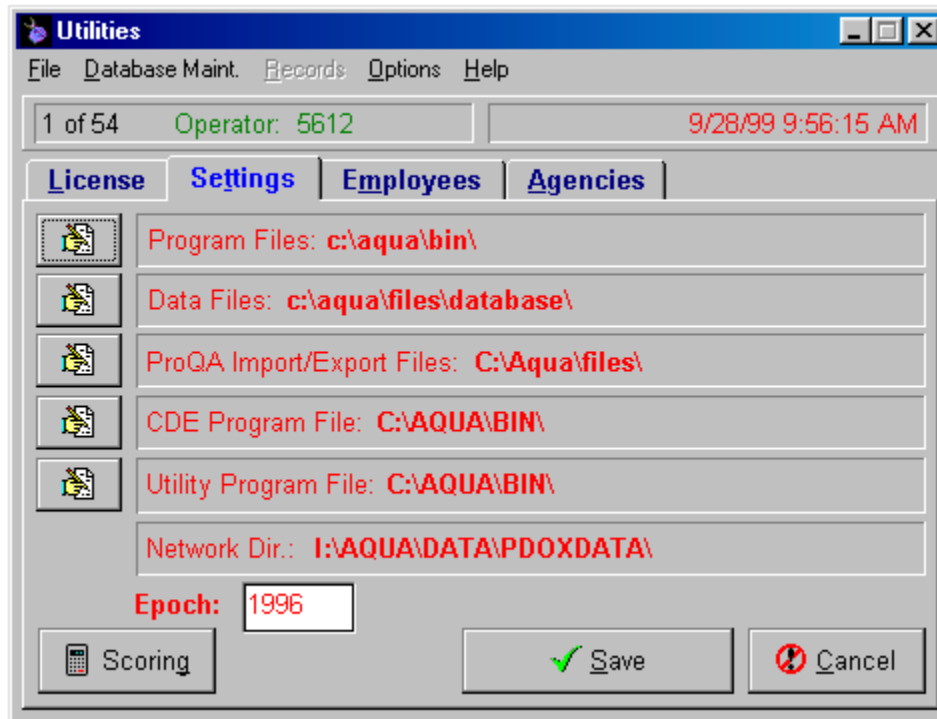 Utilities
File Database Maint. Records Options Help
1 of 54 Operator: 5612 9/28/99 9:56:15 AM
License Settings Employees Agencies
Program Files: c:\aqua\bin\
Data Files: c:\aqua\files\database\
ProQA Import/Export Files: C:\Aqua\files\
CDE Program File: C:\AQUA\BIN\
Utility Program File: C:\AQUA\BIN\
Network Dir.: I:\AQUA\DATA\PDOXDATA\
Epoch: 1996
Scoring Save Cancel